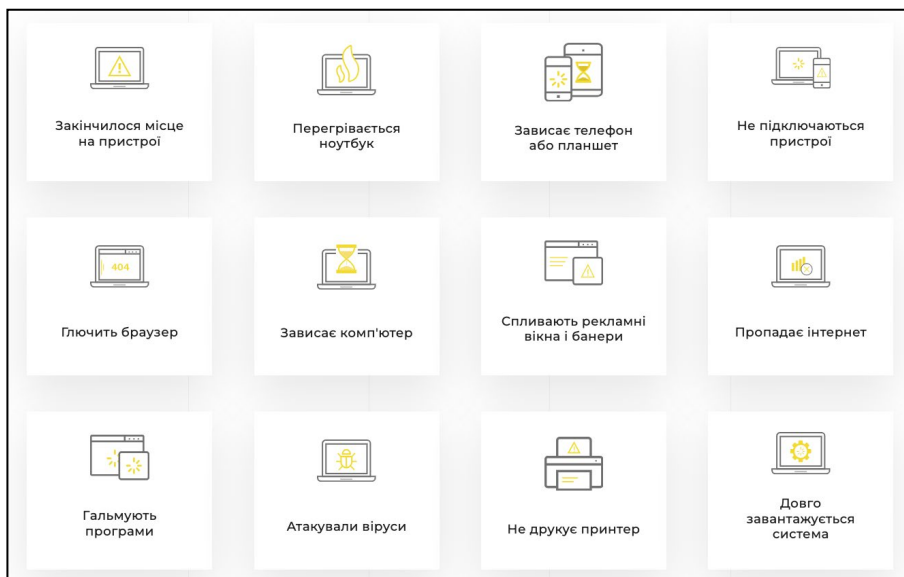 Закінчилося місце
на пристрої
Перегрівається
ноутбук
Зависає телефон
або планшет
Не підключаються
пристрої
404
Глючить браузер
Зависає комп'ютер
Спливають рекламні
вікна і банери
Пропадає інтернет
Гальмують
програми
Атакували віруси
Не друкує принтер
Довго
завантажується
система